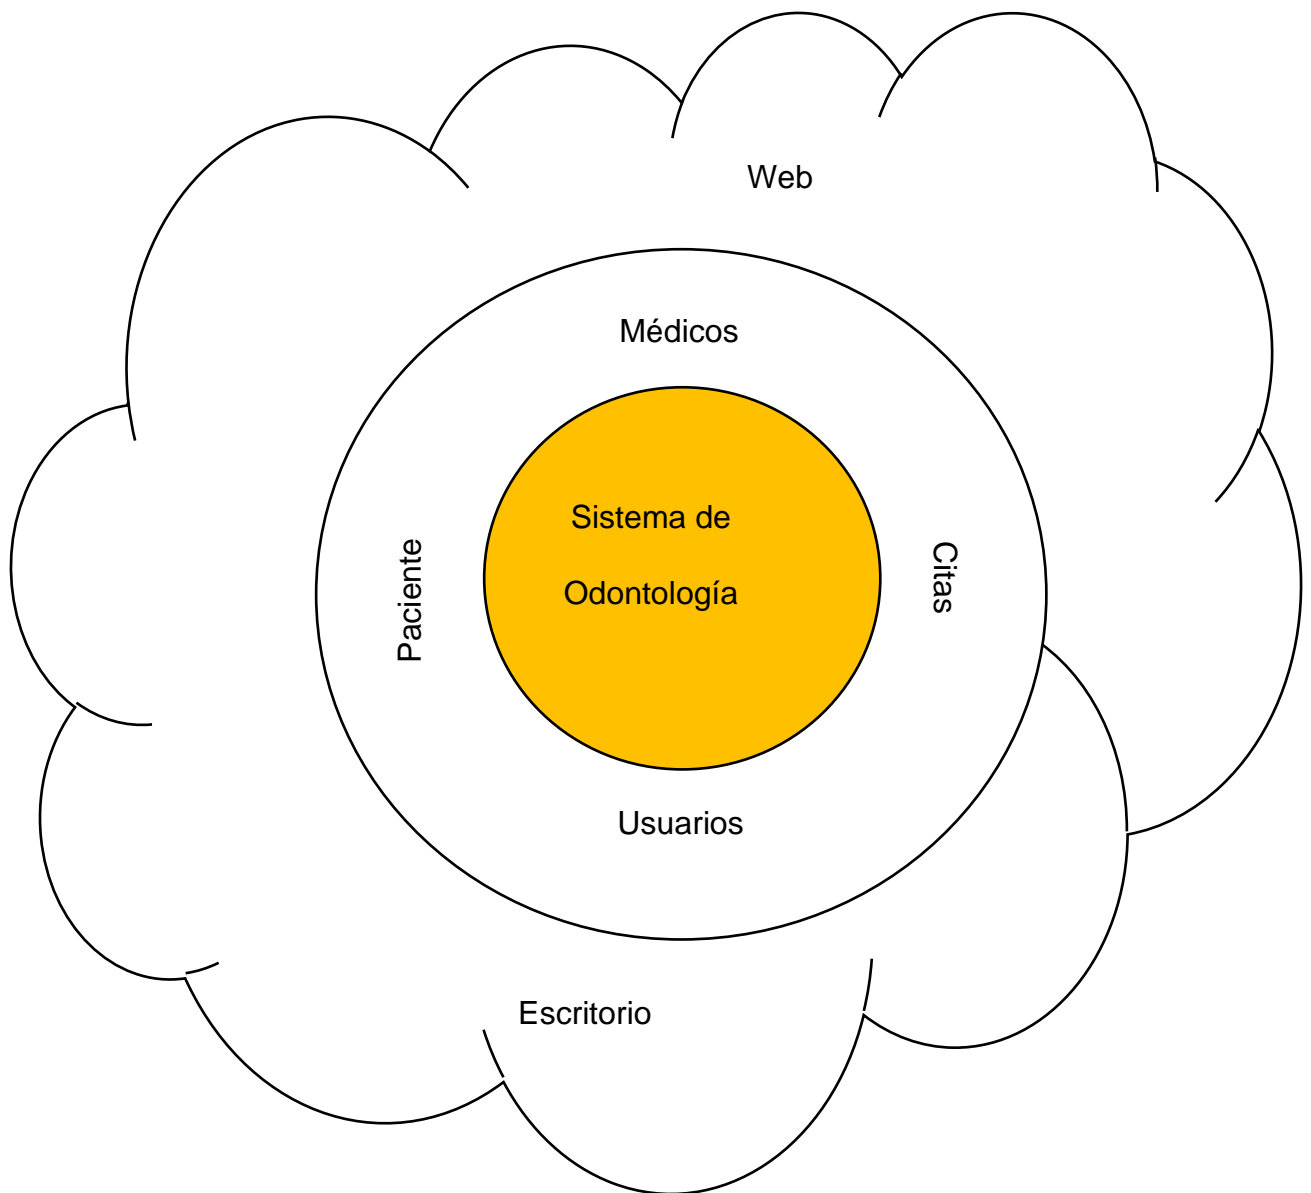 Web
Médicos
Sistema de
Odontología
Paciente
Citas
Usuarios
Escritorio